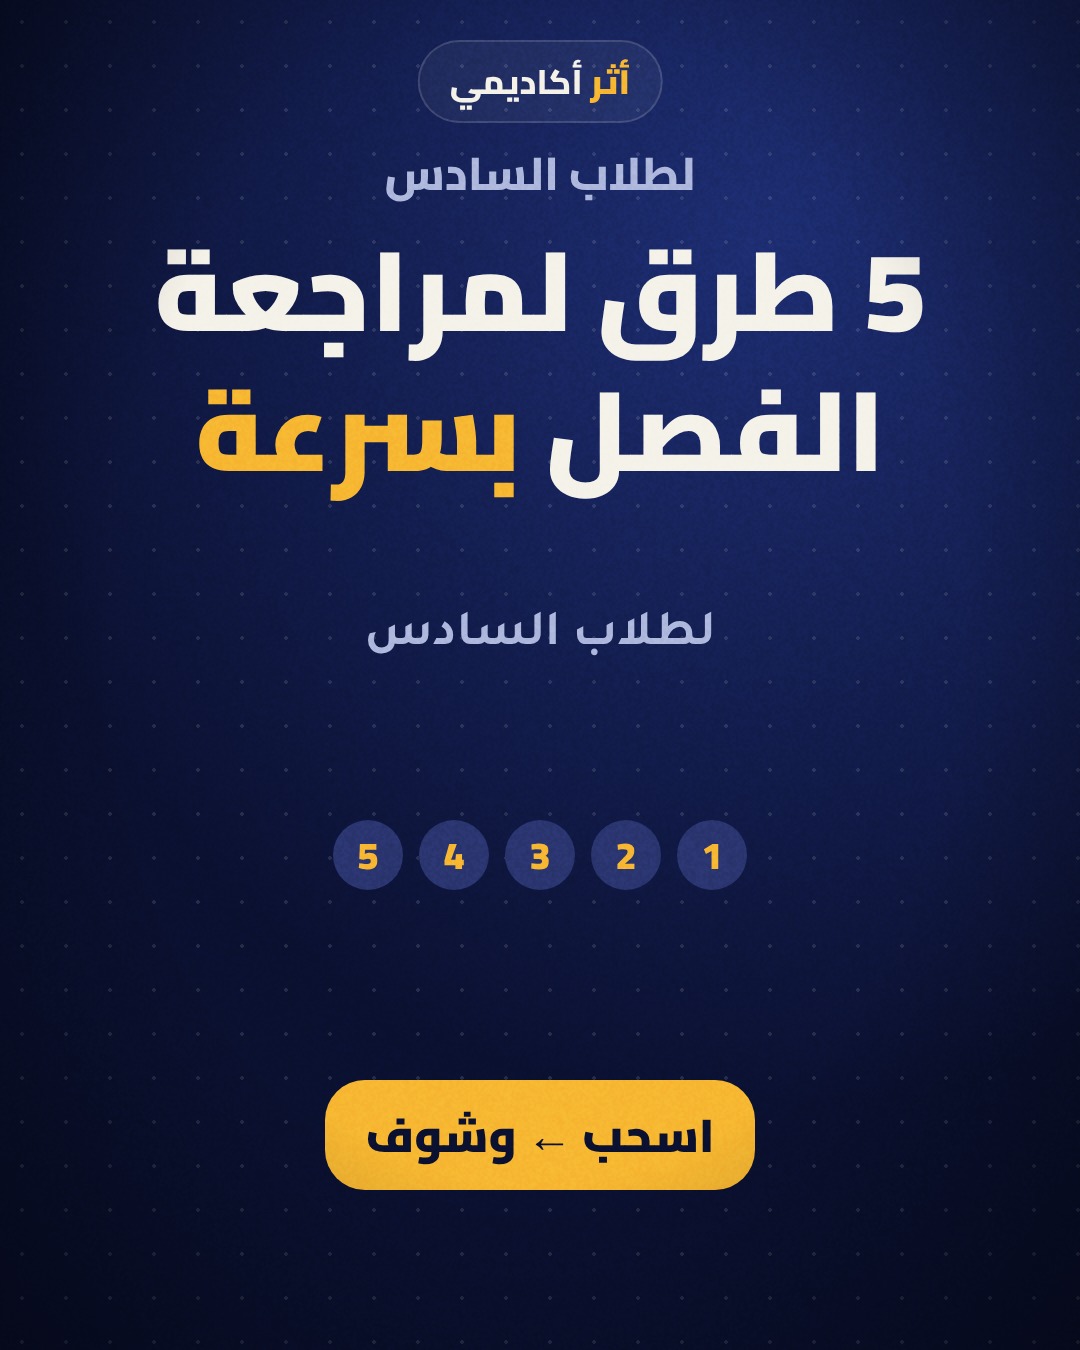 أثر أكاديمي
لطلاب السادس
5 طرق لمراجعة
الفصل بسرعة
لطلاب السادس
1 2 3 4 5
اسحب ← وشوف